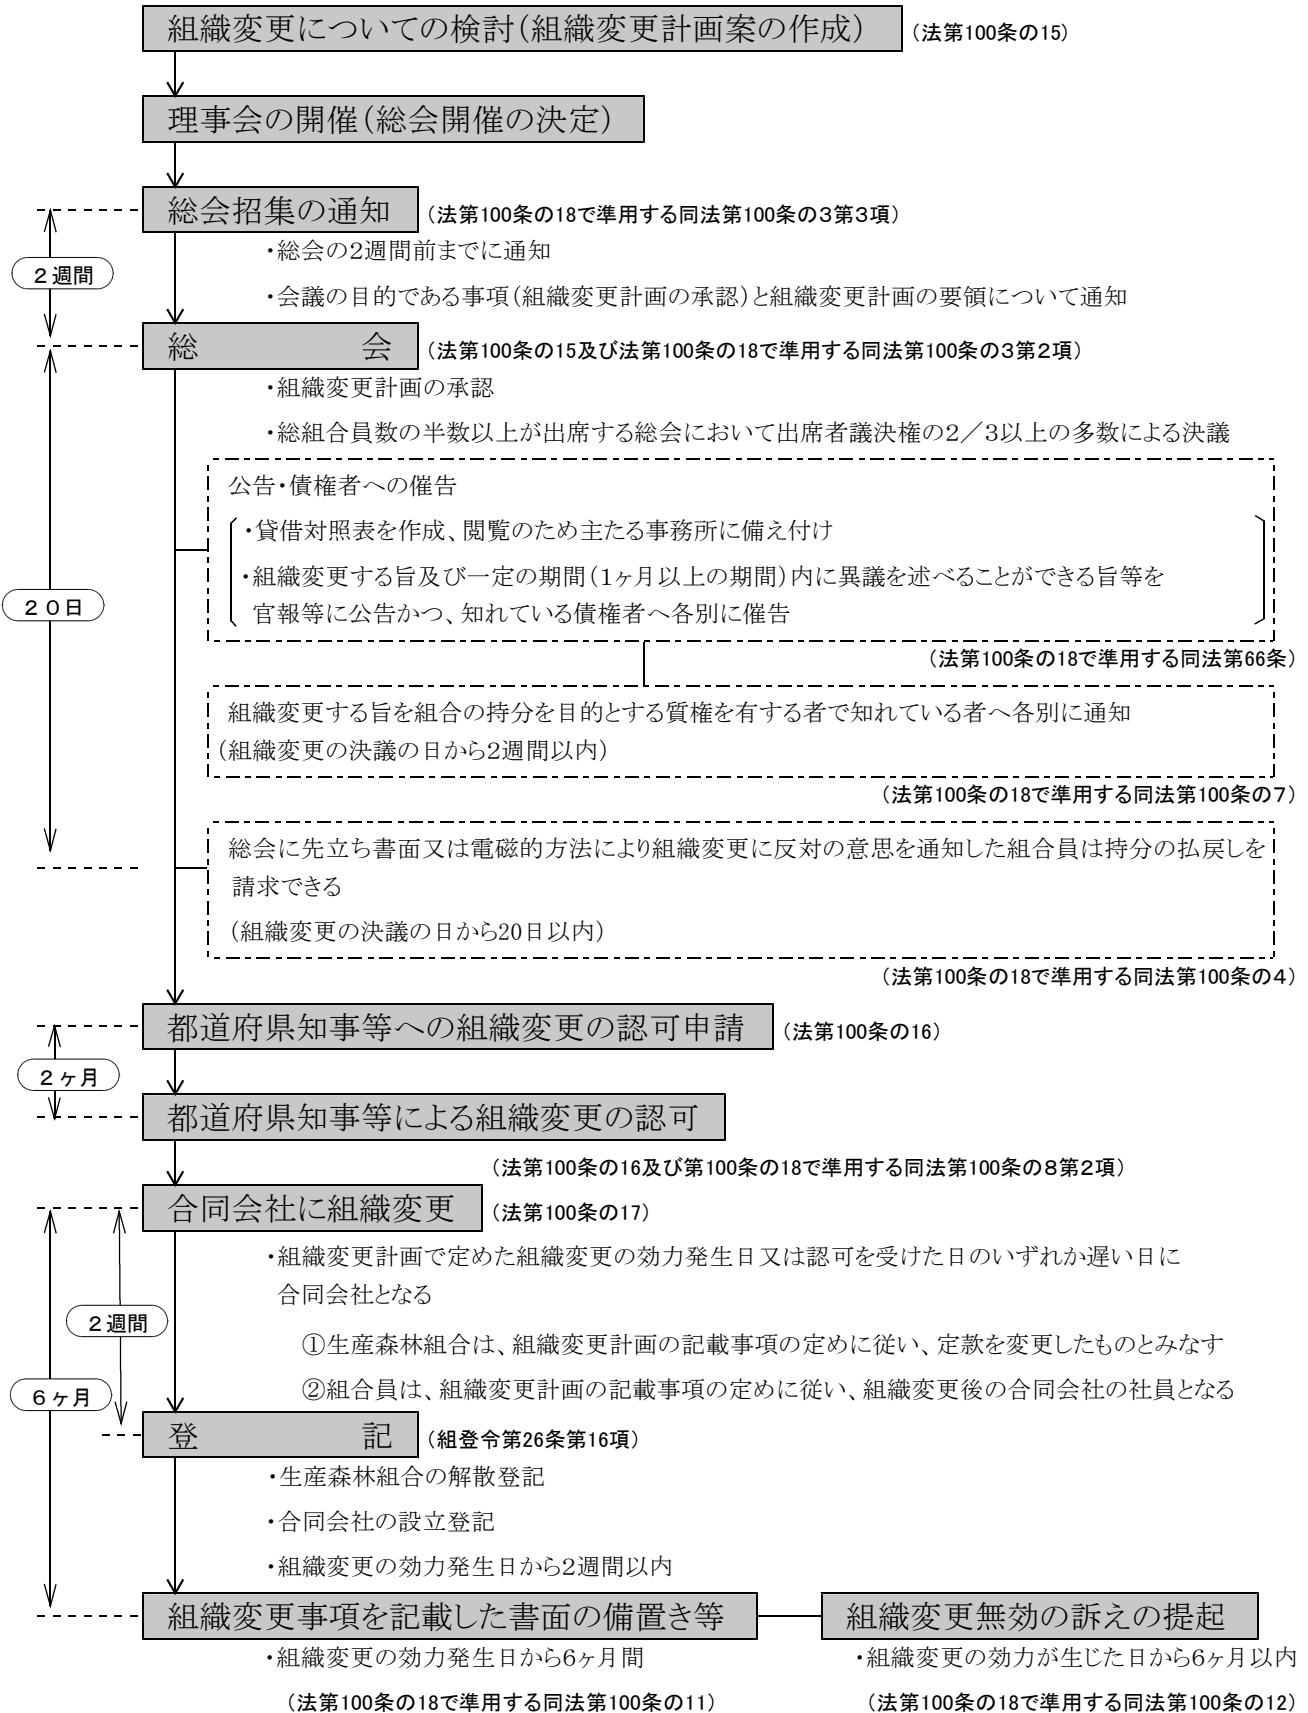 組織変更についての検討(組織変更計画案の作成) (法第100条の15)
理事会の開催(総会開催の決定)
総会招集の通知 (法第100条の18で準用する同法第100条の3第3項)
・総会の2週間前までに通知
2週間
・会議の目的である事項(組織変更計画の承認)と組織変更計画の要領について通知
総　会 (法第100条の15及び法第100条の18で準用する同法第100条の3第2項)
・組織変更計画の承認
・総組合員数の半数以上が出席する総会において出席者議決権の2/3以上の多数による決議
公告・債権者への催告
・貸借対照表を作成、閲覧のため主たる事務所に備え付け
・組織変更する旨及び一定の期間(1ヶ月以上の期間)内に異議を述べることができる旨等を
官報等に公告かつ、知れている債権者へ各別に催告
20日
(法第100条の18で準用する同法第66条)
組織変更する旨を組合の持分を目的とする質権を有する者で知れている者へ各別に通知
(組織変更の決議の日から2週間以内)
(法第100条の18で準用する同法第100条の7)
総会に先立ち書面又は電磁的方法により組織変更に反対の意思を通知した組合員は持分の払戻しを
請求できる
(組織変更の決議の日から20日以内)
(法第100条の18で準用する同法第100条の4)
都道府県知事等への組織変更の認可申請 (法第100条の16)
2ヶ月
都道府県知事等による組織変更の認可
(法第100条の16及び第100条の18で準用する同法第100条の8第2項)
合同会社に組織変更 (法第100条の17)
・組織変更計画で定めた組織変更の効力発生日又は認可を受けた日のいずれか遅い日に
合同会社となる
2週間
①生産森林組合は、組織変更計画の記載事項の定めに従い、定款を変更したものとみなす
②組合員は、組織変更計画の記載事項の定めに従い、組織変更後の合同会社の社員となる
6ヶ月
登　記 (組登令第26条第16項)
・生産森林組合の解散登記
・合同会社の設立登記
・組織変更の効力発生日から2週間以内
組織変更事項を記載した書面の備置き等 組織変更無効の訴えの提起
・組織変更の効力発生日から6ヶ月間 ・組織変更の効力が生じた日から6ヶ月以内
(法第100条の18で準用する同法第100条の11) (法第100条の18で準用する同法第100条の12)